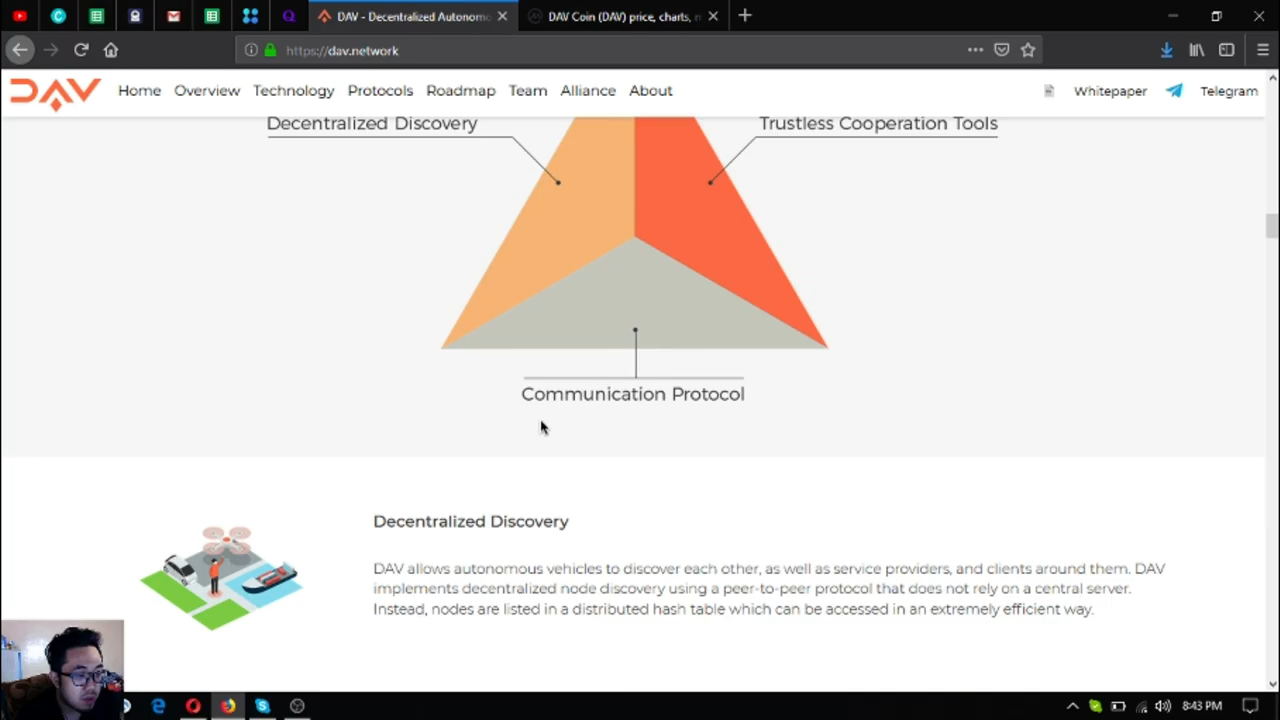 DAV - Decentralized Autonomo
DAV Coin (DAV) price, charts,
https://dav.network
DAV
Home
Overview
Technology
Protocols
Roadmap
Team
Alliance
About
Whitepaper
Telegram
Decentralized Discovery
Trustless Cooperation Tools
Communication Protocol
Decentralized Discovery
DAV allows autonomous vehicles to discover each other, as well as service providers, and clients around them. DAV
implements decentralized node discovery using a peer-to-peer protocol that does not rely on a central server.
Instead, nodes are listed in a distributed hash table which can be accessed in an extremely efficient way.
8:43 PM